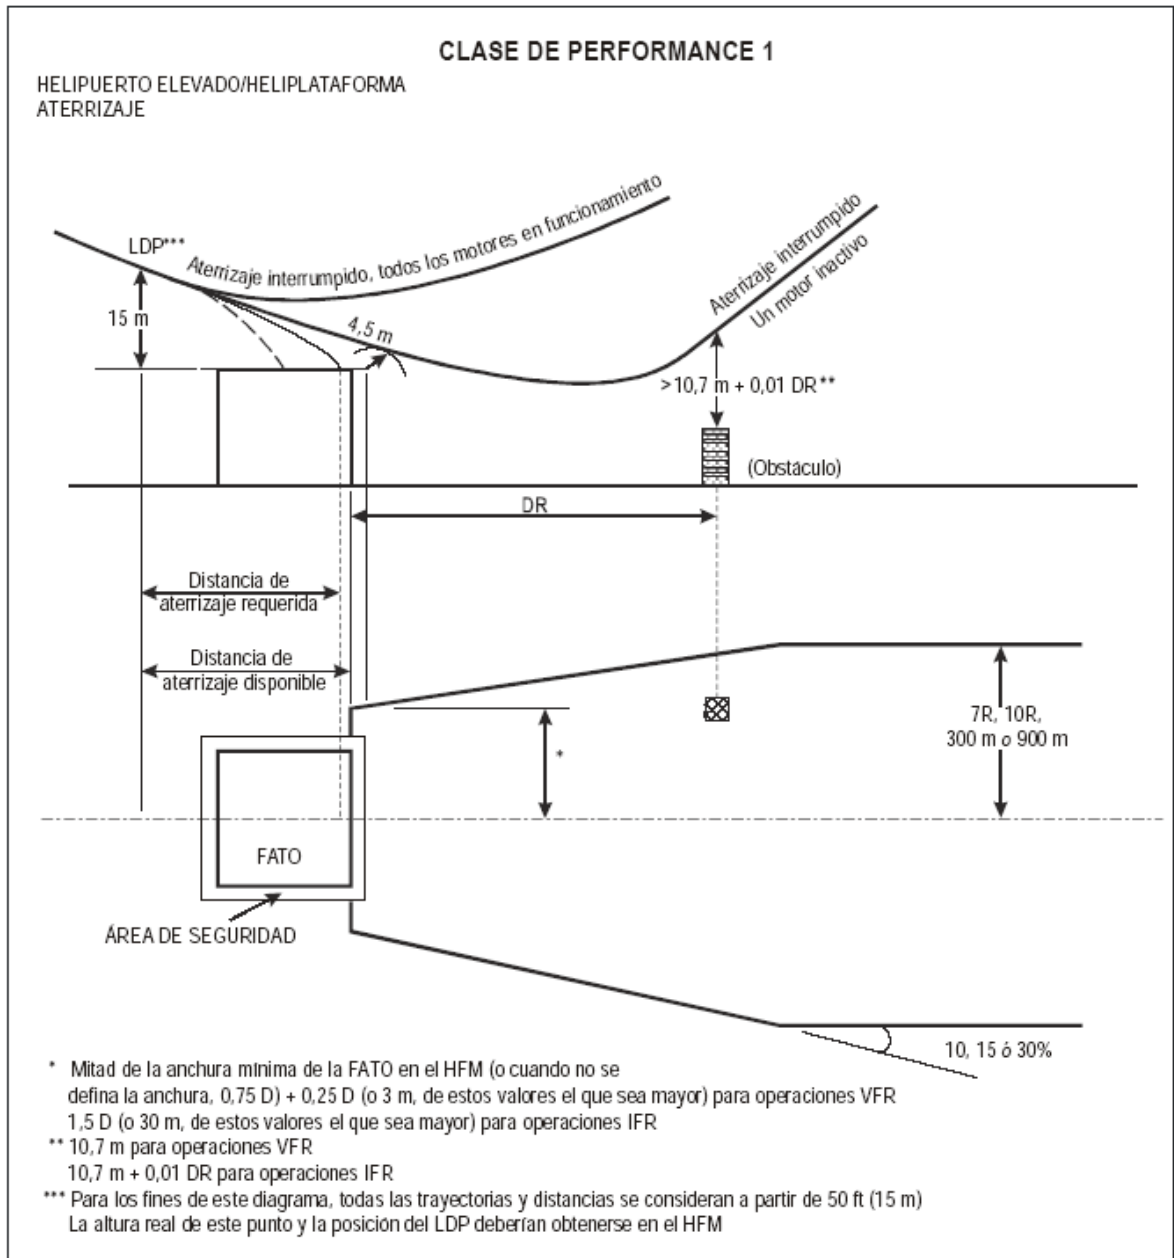 CLASE DE PERFORMANCE 1
HELIPUERTO ELEVADO/HELIPLATAFORMA
ATERRIZAJE
LDP***
Aterrizaje interrumpido, todos los motores en funcionamiento
Aterrizaje interrumpido
Un motor inactivo
15 m
4,5 m
>10,7 m + 0,01 DR**
(Obstáculo)
DR
Distancia de
aterrizaje requerida
Distancia de
aterrizaje disponible
7R, 10R,
300 m o 900 m
*
FATO
ÁREA DE SEGURIDAD
10, 15 ó 30%
* Mitad de la anchura mínima de la FATO en el HFM (o cuando no se
defina la anchura, 0,75 D) + 0,25 D (o 3 m, de estos valores el que sea mayor) para operaciones VFR
1,5 D (o 30 m, de estos valores el que sea mayor) para operaciones IFR
** 10,7 m para operaciones VFR
10,7 m + 0,01 DR para operaciones IFR
*** Para los fines de este diagrama, todas las trayectorias y distancias se consideran a partir de 50 ft (15 m)
La altura real de este punto y la posición del LDP deberían obtenerse en el HFM